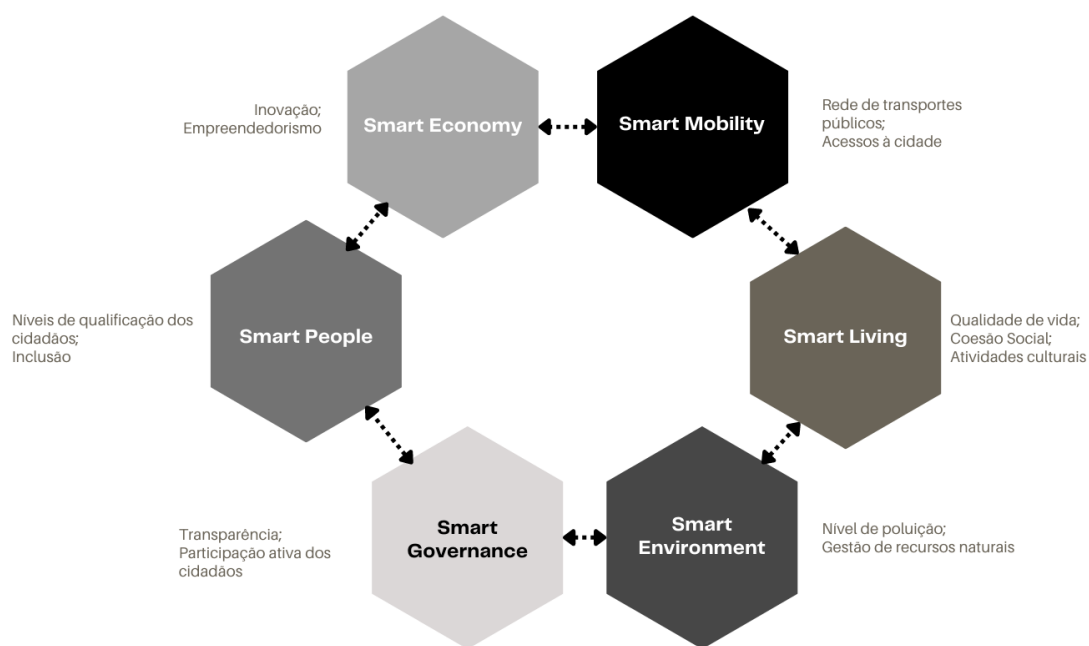 Inovação;
Empreendedorismo
Smart Economy
Smart Mobility
Rede de transportes
públicos;
Acessos à cidade
Níveis de qualificação dos
cidadãos;
Inclusão
Smart People
Smart Living
Qualidade de vida;
Coesão Social;
Atividades culturais
Transparência;
Participação ativa dos
cidadãos
Smart
Governance
Smart
Environment
Nível de poluição;
Gestão de recursos naturais